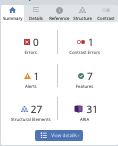 Summary Details Reference Structure Contrast
0 1
Errors Contrast Errors
1 7
Alerts Features
27 31
Structural Elements ARIA
View details ›